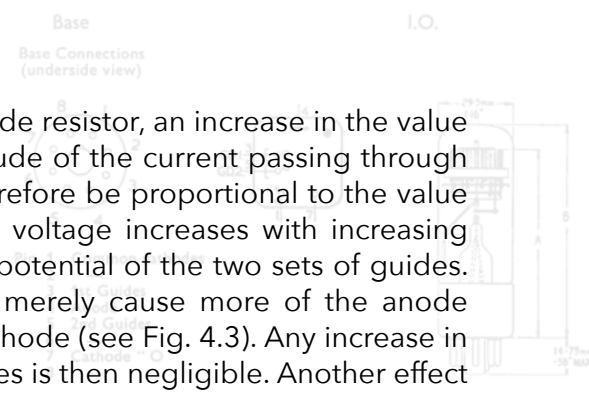 Base
I.O.
Base Connections
(underside view)
8
de resistor, an increase in the value
ude of the current passing through
refore be proportional to the value
voltage increases with increasing
potential of the two sets of guides.
merely cause more of the anode
hode (see Fig. 4.3). Any increase in
es is then negligible. Another effect
7 Cathode "O"
A
B